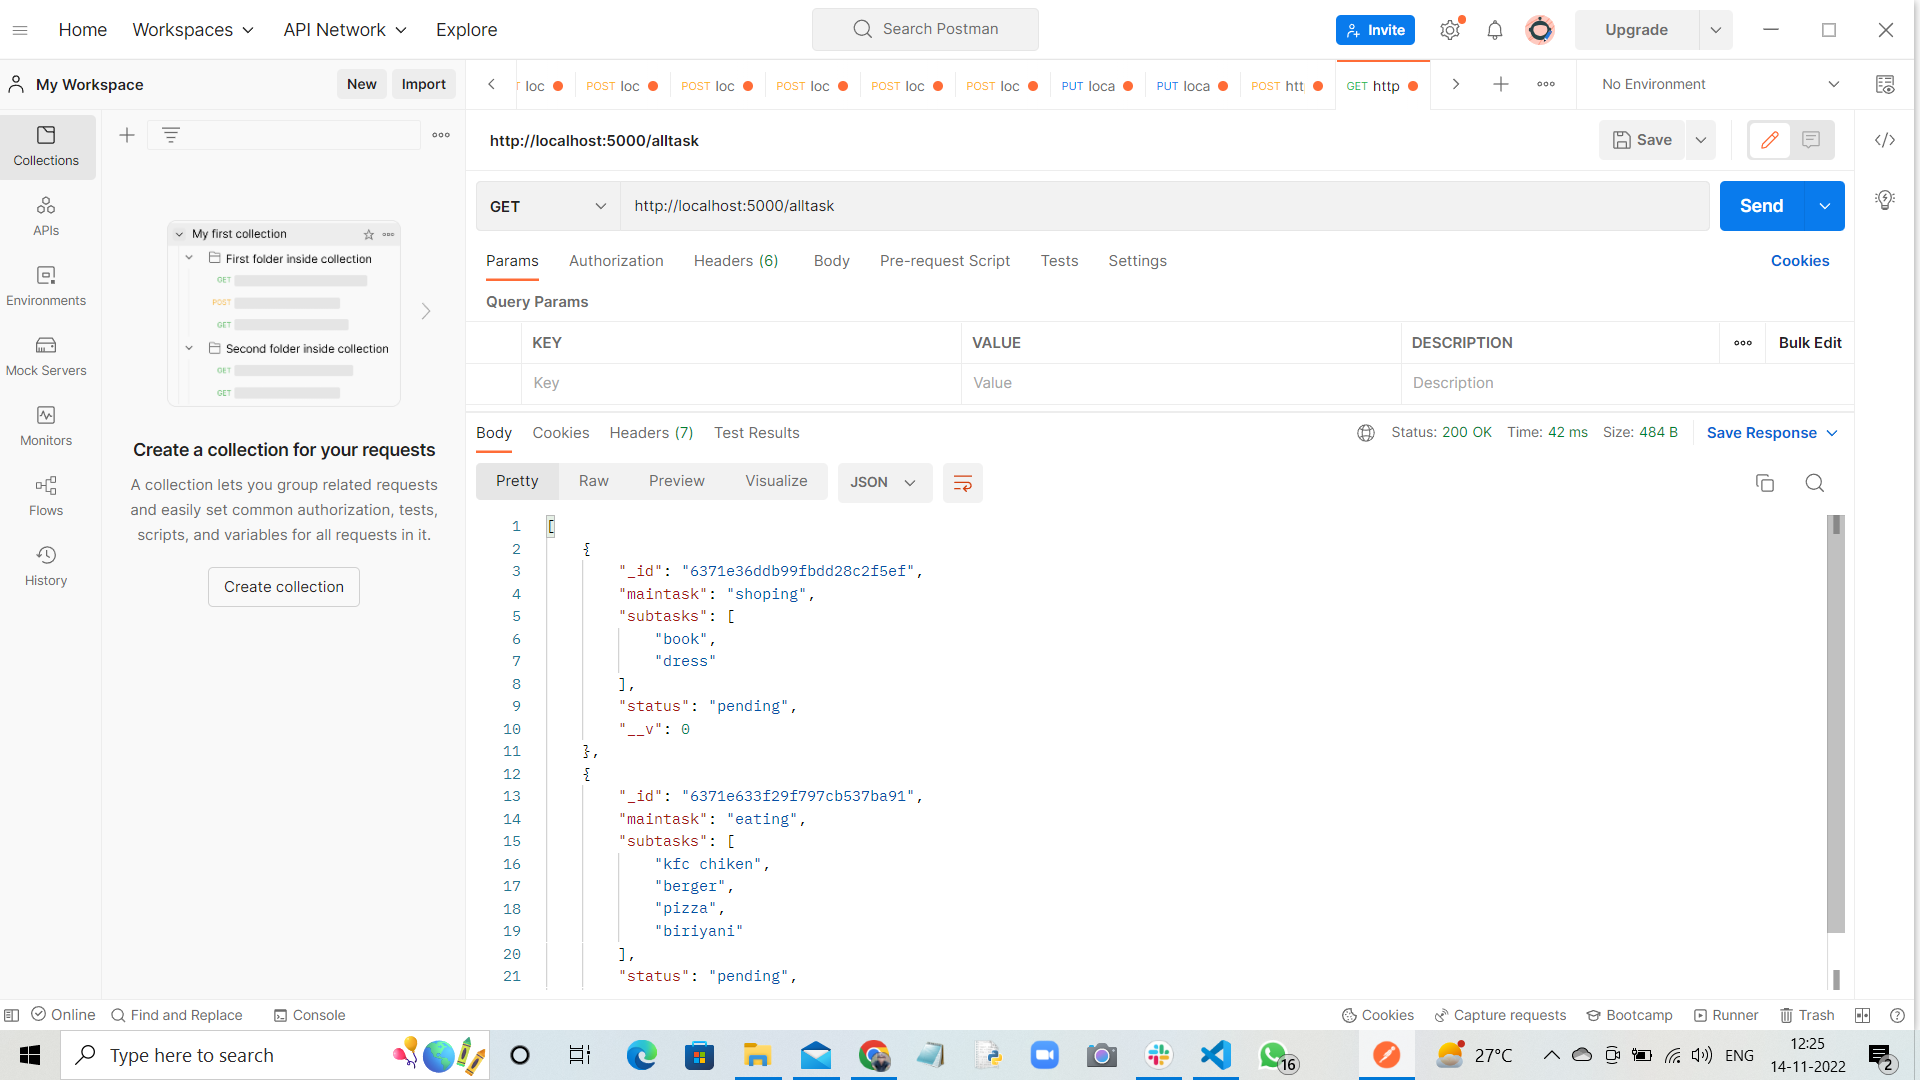 Home Workspaces API Network Explore Search Postman Invite Upgrade
My Workspace New Import loc POST loc POST loc POST loc POST loc POST loc PUT loca PUT loca POST htt GET http No Environment
Collections
APIs
Environments
Mock Servers
Monitors
Flows
History
My first collection
First folder inside collection
GET
POST
GET
Second folder inside collection
GET
GET
Create a collection for your requests
A collection lets you group related requests
and easily set common authorization, tests,
scripts, and variables for all requests in it.
Create collection
http://localhost:5000/alltask Save
GET http://localhost:5000/alltask Send
Params Authorization Headers (6) Body Pre-request Script Tests Settings Cookies
Query Params
KEY VALUE DESCRIPTION Bulk Edit
Key Value Description
Body Cookies Headers (7) Test Results Status: 200 OK Time: 42 ms Size: 484 B Save Response
Pretty Raw Preview Visualize JSON
1 [
2 {
3 "_id": "6371e36ddb99fbdd28c2f5ef",
4 "maintask": "shoping",
5 "subtasks": [
6 "book",
7 "dress"
8 ],
9 "status": "pending",
10 "__v": 0
11 },
12 {
13 "_id": "6371e633f29f797cb537ba91",
14 "maintask": "eating",
15 "subtasks": [
16 "kfc chiken",
17 "berger",
18 "pizza",
19 "biriyani"
20 ],
21 "status": "pending",
Online Find and Replace Console Cookies Capture requests Bootcamp Runner Trash
Type here to search 16 27°C ENG 12:25
14-11-2022 2